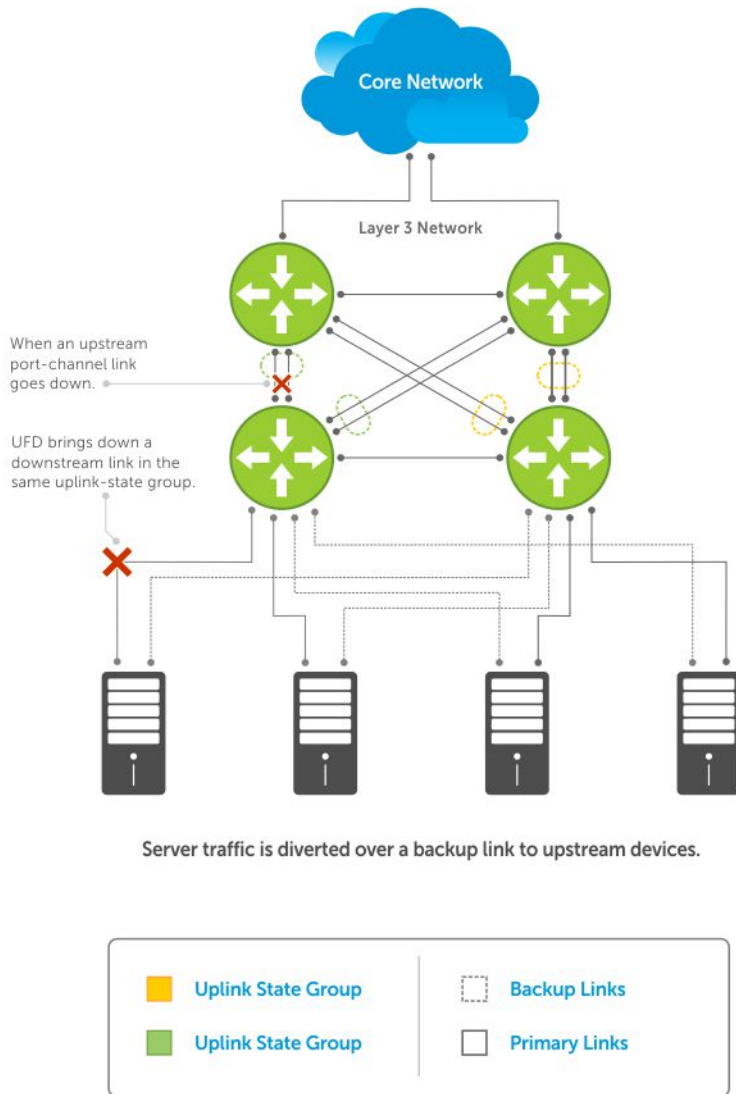 Core Network
Layer 3 Network
When an upstream
port-channel link
goes down.
UFD brings down a
downstream link in the
same uplink-state group.
Server traffic is diverted over a backup link to upstream devices.
Uplink State Group
Backup Links
Uplink State Group
Primary Links